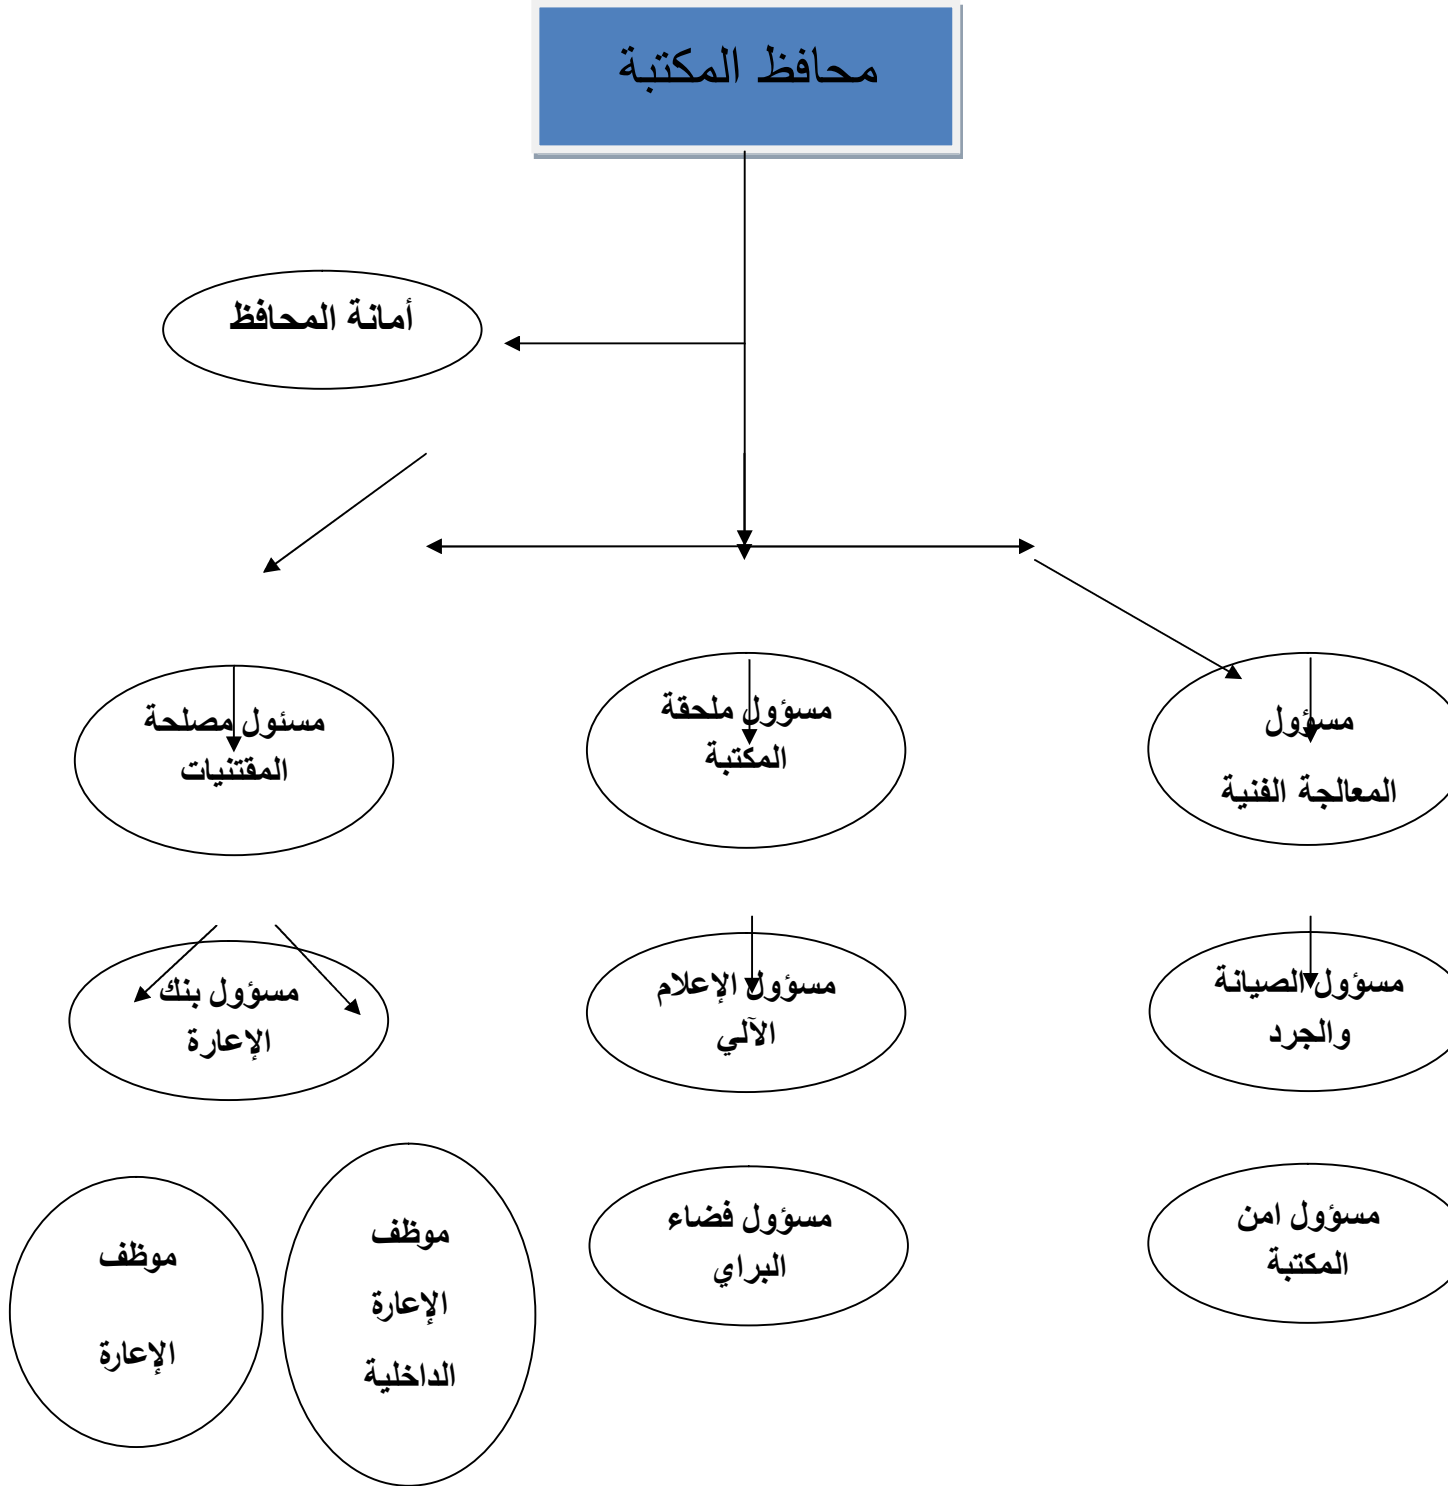 محافظ المكتبة
أمانة المحافظ
مسؤول
المعالجة الفنية
مسؤول ملحقة
المكتبة
مسئول مصلحة
المقتنيات
مسؤول الصيانة
والجرد
مسؤول الإعلام
الآلي
مسؤول بنك
الإعارة
مسؤول امن
المكتبة
مسؤول فضاء
البراي
موظف
الإعارة
الداخلية
موظف
الإعارة